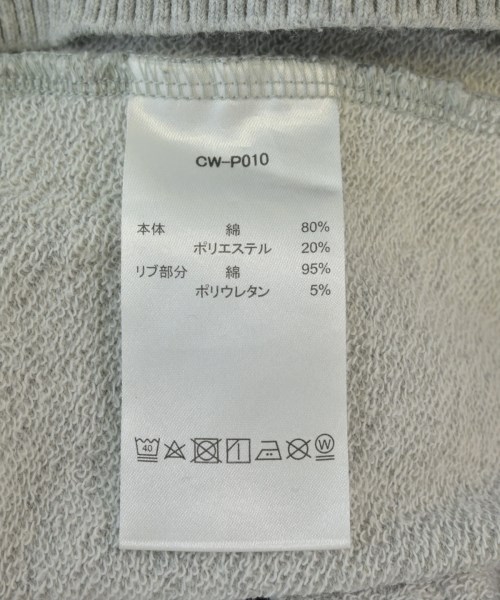 CW-P010
本体 綿 80%
ポリエステル 20%
リブ部分 綿 95%
ポリウレタン 5%
40 W